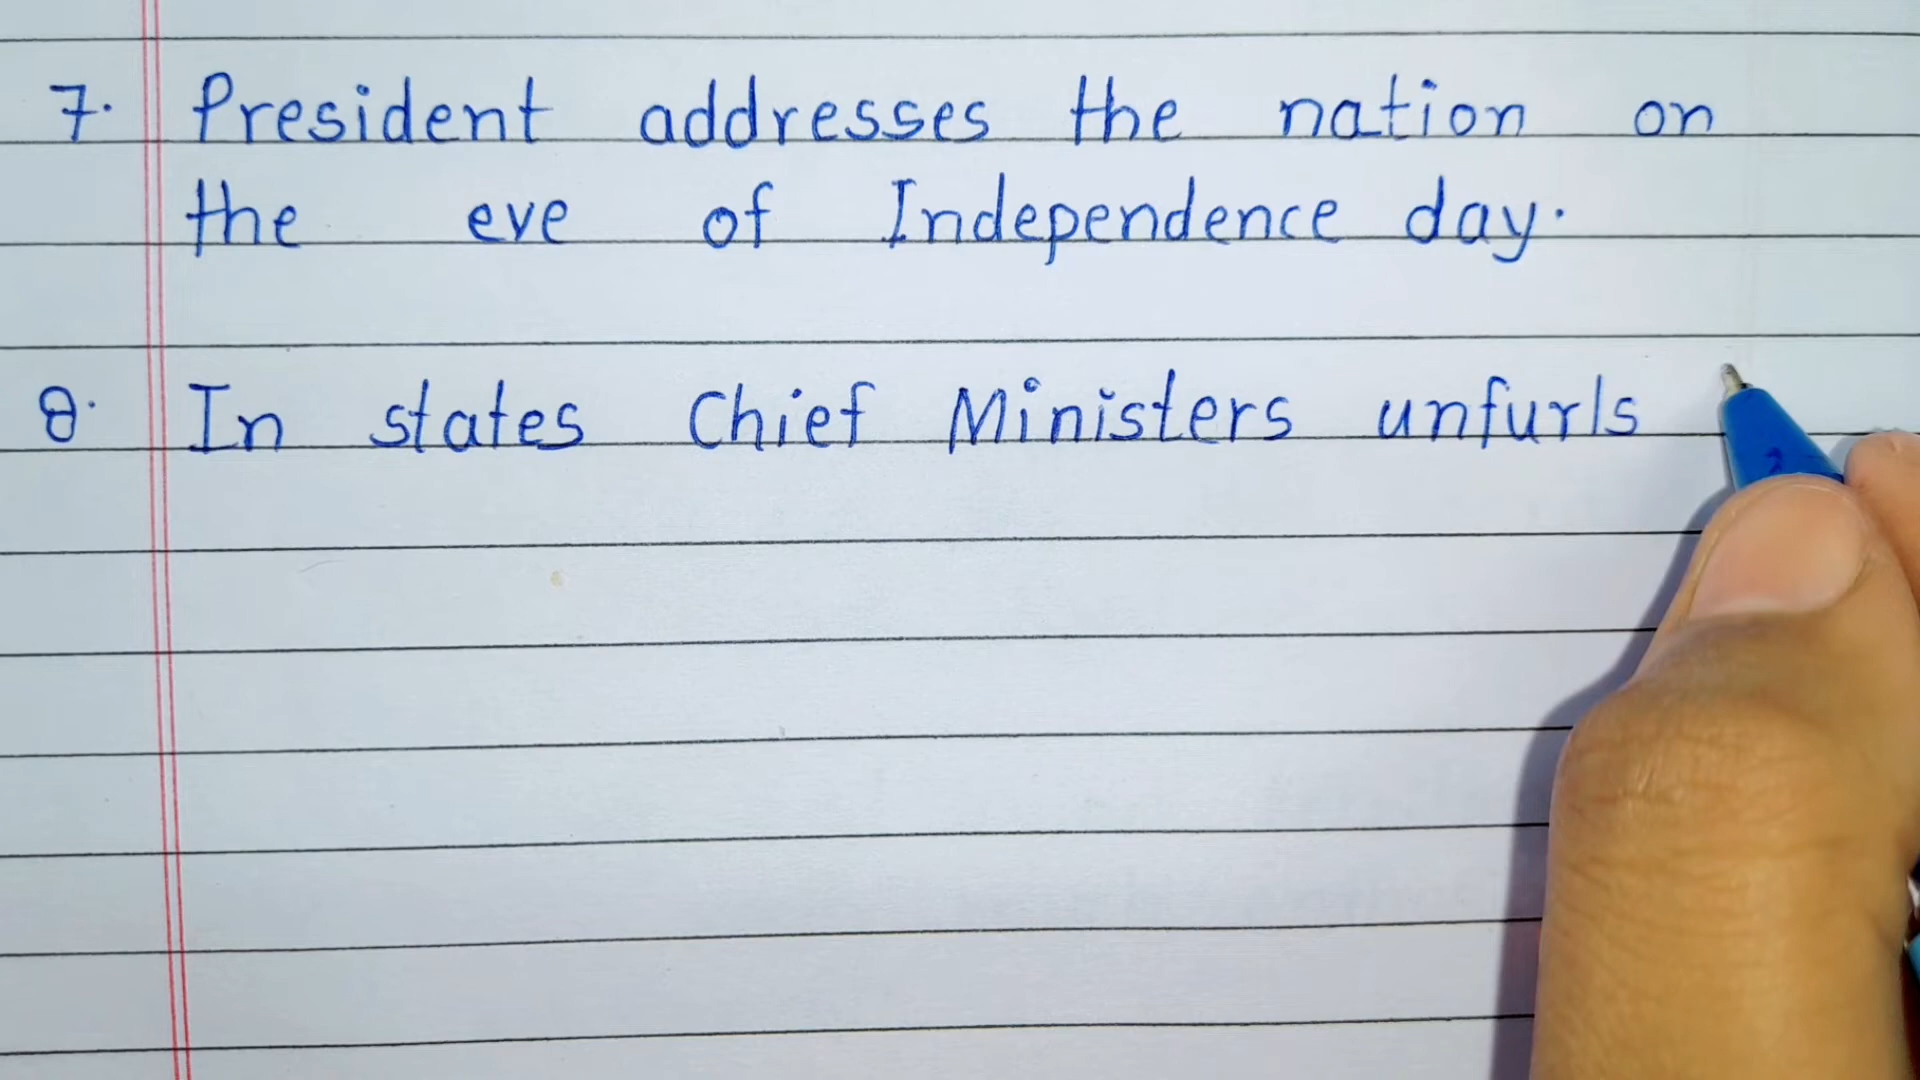 7. President addresses the nation on
the eve of Independence day.
8. In states Chief Ministers unfurls